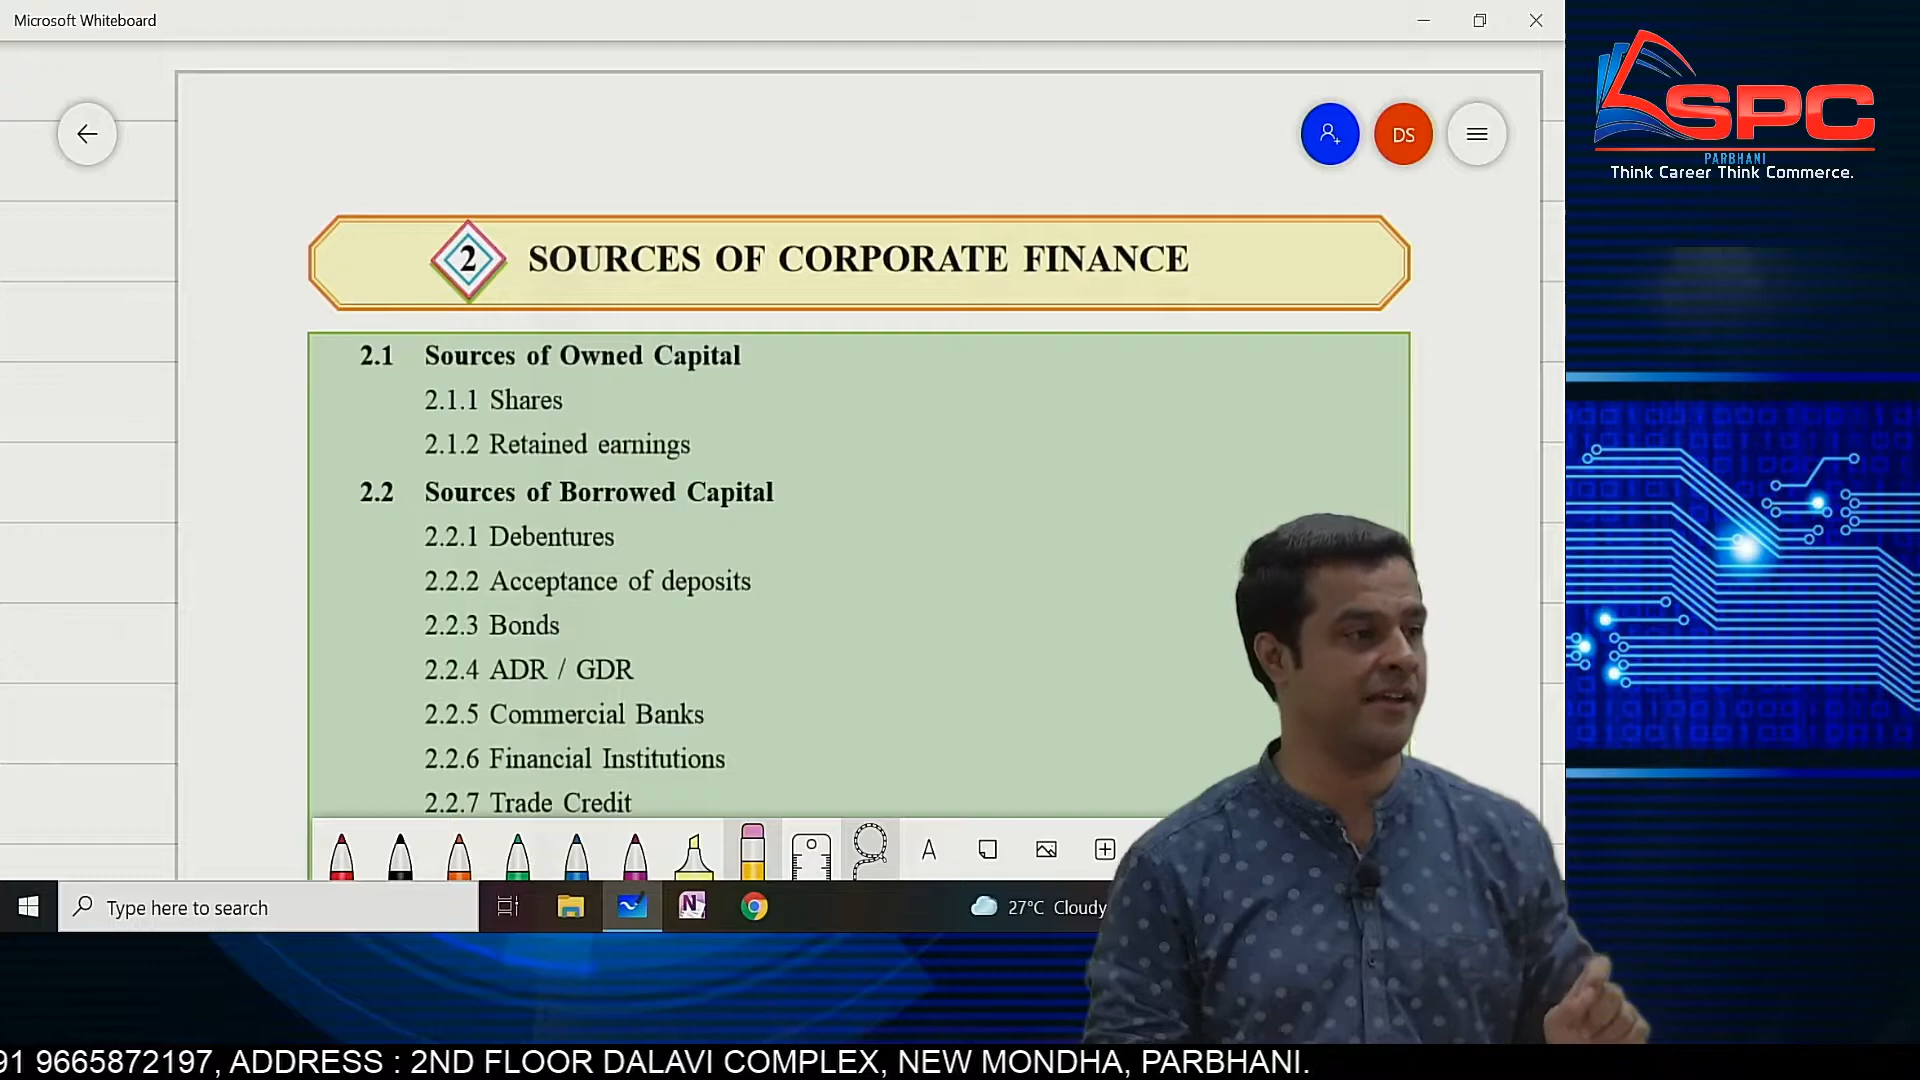 Microsoft Whiteboard
DS
SPC
PARBHANI
Think Career Think Commerce.
2 SOURCES OF CORPORATE FINANCE
2.1 Sources of Owned Capital
2.1.1 Shares
2.1.2 Retained earnings
2.2 Sources of Borrowed Capital
2.2.1 Debentures
2.2.2 Acceptance of deposits
2.2.3 Bonds
2.2.4 ADR / GDR
2.2.5 Commercial Banks
2.2.6 Financial Institutions
2.2.7 Trade Credit
A
Type here to search
N
27°C Cloudy
91 9665872197, ADDRESS : 2ND FLOOR DALAVI COMPLEX, NEW MONDHA, PARBHANI.